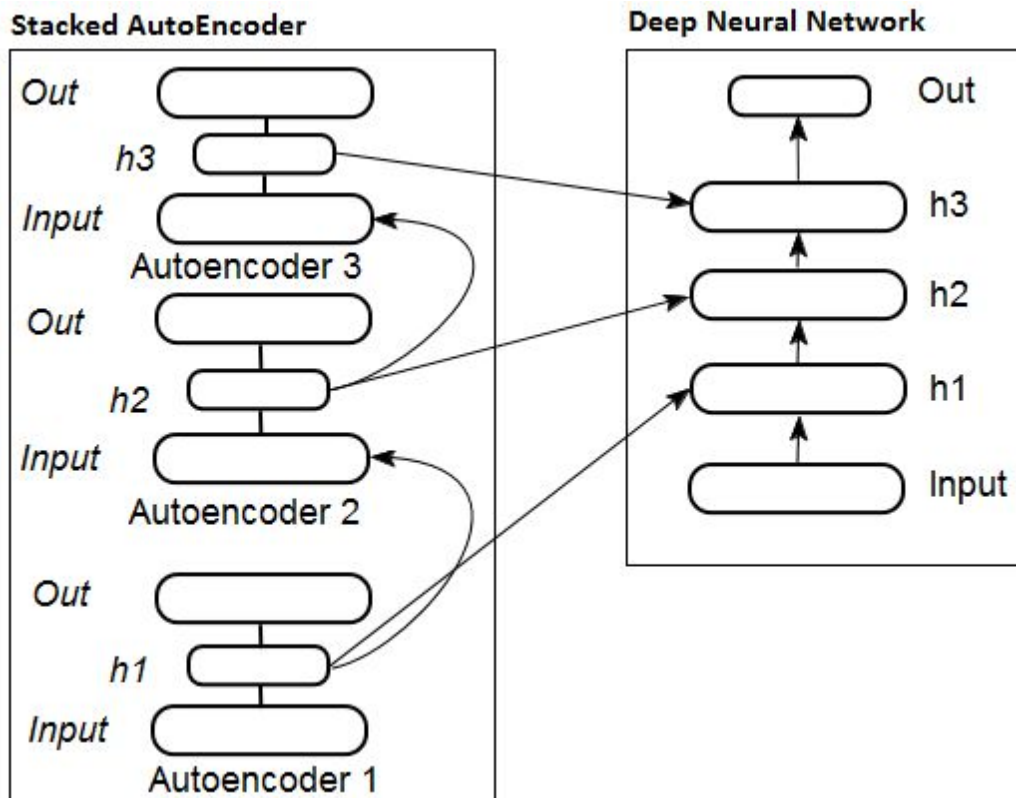 Stacked AutoEncoder
Out
h3
Input
Autoencoder 3
Out
h2
Input
Autoencoder 2
Out
h1
Input
Autoencoder 1
Deep Neural Network
Out
h3
h2
h1
Input